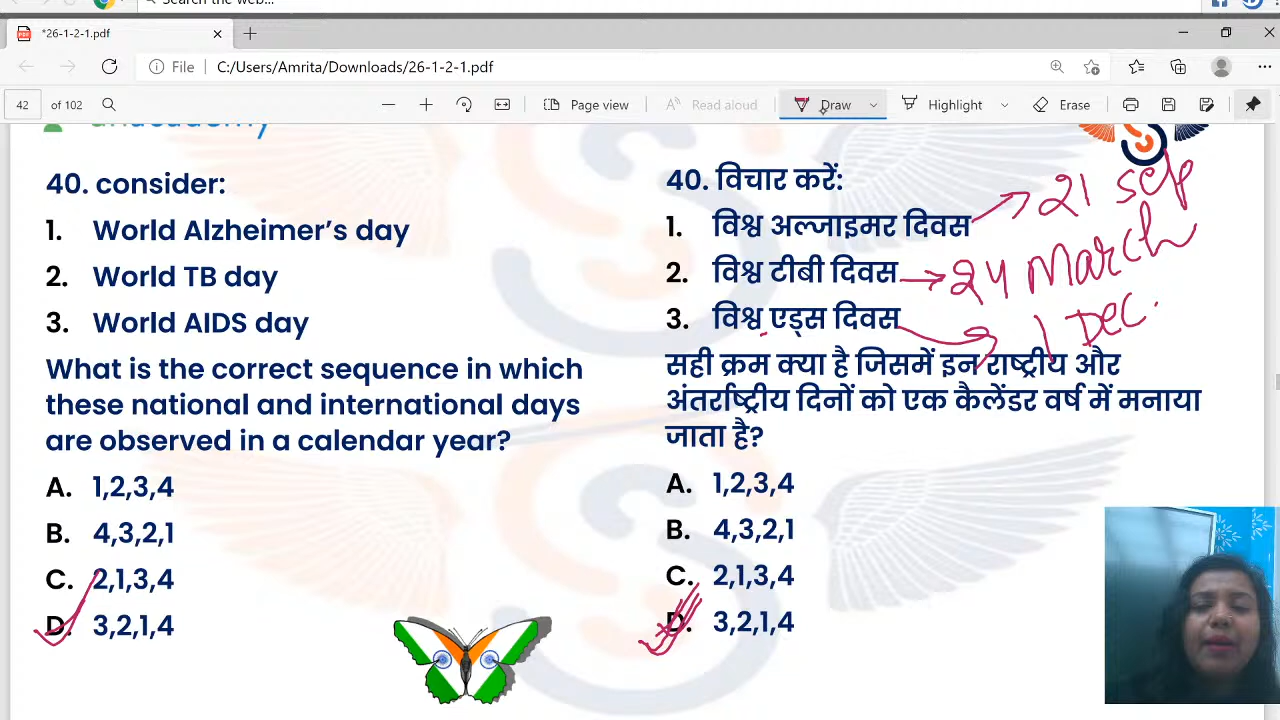 Search the web...
*26-1-2-1.pdf
File C:/Users/Amrita/Downloads/26-1-2-1.pdf
42 of 102 Page view Read aloud Draw Highlight Erase
40. consider:
1. World Alzheimer’s day
2. World TB day
3. World AIDS day
What is the correct sequence in which
these national and international days
are observed in a calendar year?
A. 1,2,3,4
B. 4,3,2,1
C. 2,1,3,4
D. 3,2,1,4
40. विचार करें:
1. विश्व अल्जाइमर दिवस 21 sep
2. विश्व टीबी दिवस 24 March
3. विश्व एड्स दिवस 1 Dec.
सही क्रम क्या है जिसमें इन राष्ट्रीय और
अंतर्राष्ट्रीय दिनों को एक कैलेंडर वर्ष में मनाया
जाता है?
A. 1,2,3,4
B. 4,3,2,1
C. 2,1,3,4
D. 3,2,1,4